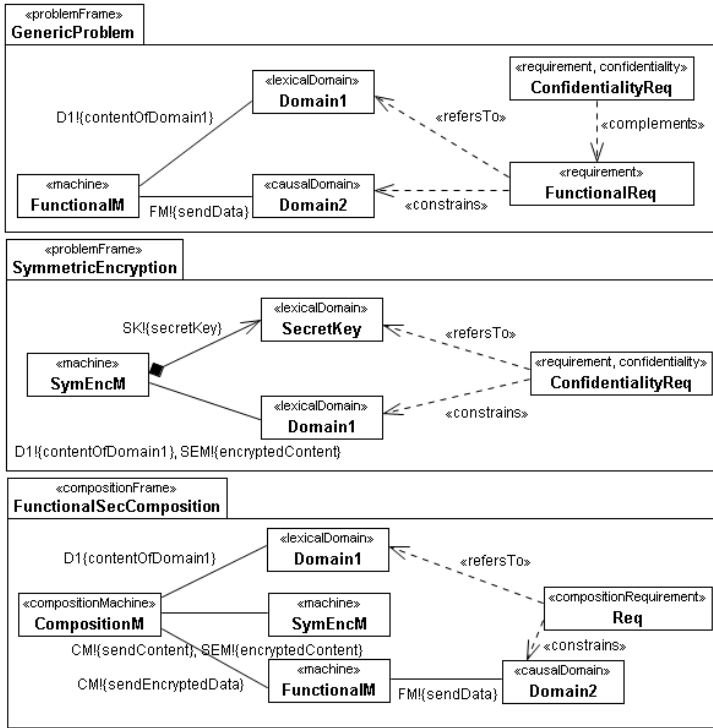 «problemFrame»
GenericProblem
«lexicalDomain»
Domain1
«requirement, confidentiality»
ConfidentialityReq
D1!{contentOfDomain1}
«refersTo»
«complements»
«machine»
FunctionalM
«causalDomain»
Domain2
«requirement»
FunctionalReq
FM!{sendData}
«constrains»
«problemFrame»
SymmetricEncryption
«lexicalDomain»
SecretKey
SK!{secretKey}
«refersTo»
«machine»
SymEncM
«requirement, confidentiality»
ConfidentialityReq
«lexicalDomain»
Domain1
«constrains»
D1!{contentOfDomain1}, SEM!{encryptedContent}
«compositionFrame»
FunctionalSecComposition
«lexicalDomain»
Domain1
D1{contentOfDomain1}
«refersTo»
«compositionMachine»
CompositionM
«machine»
SymEncM
«compositionRequirement»
Req
CM!{sendContent}, SEM!{encryptedContent}
«constrains»
CM!{sendEncryptedData}
«machine»
FunctionalM
FM!{sendData}
«causalDomain»
Domain2